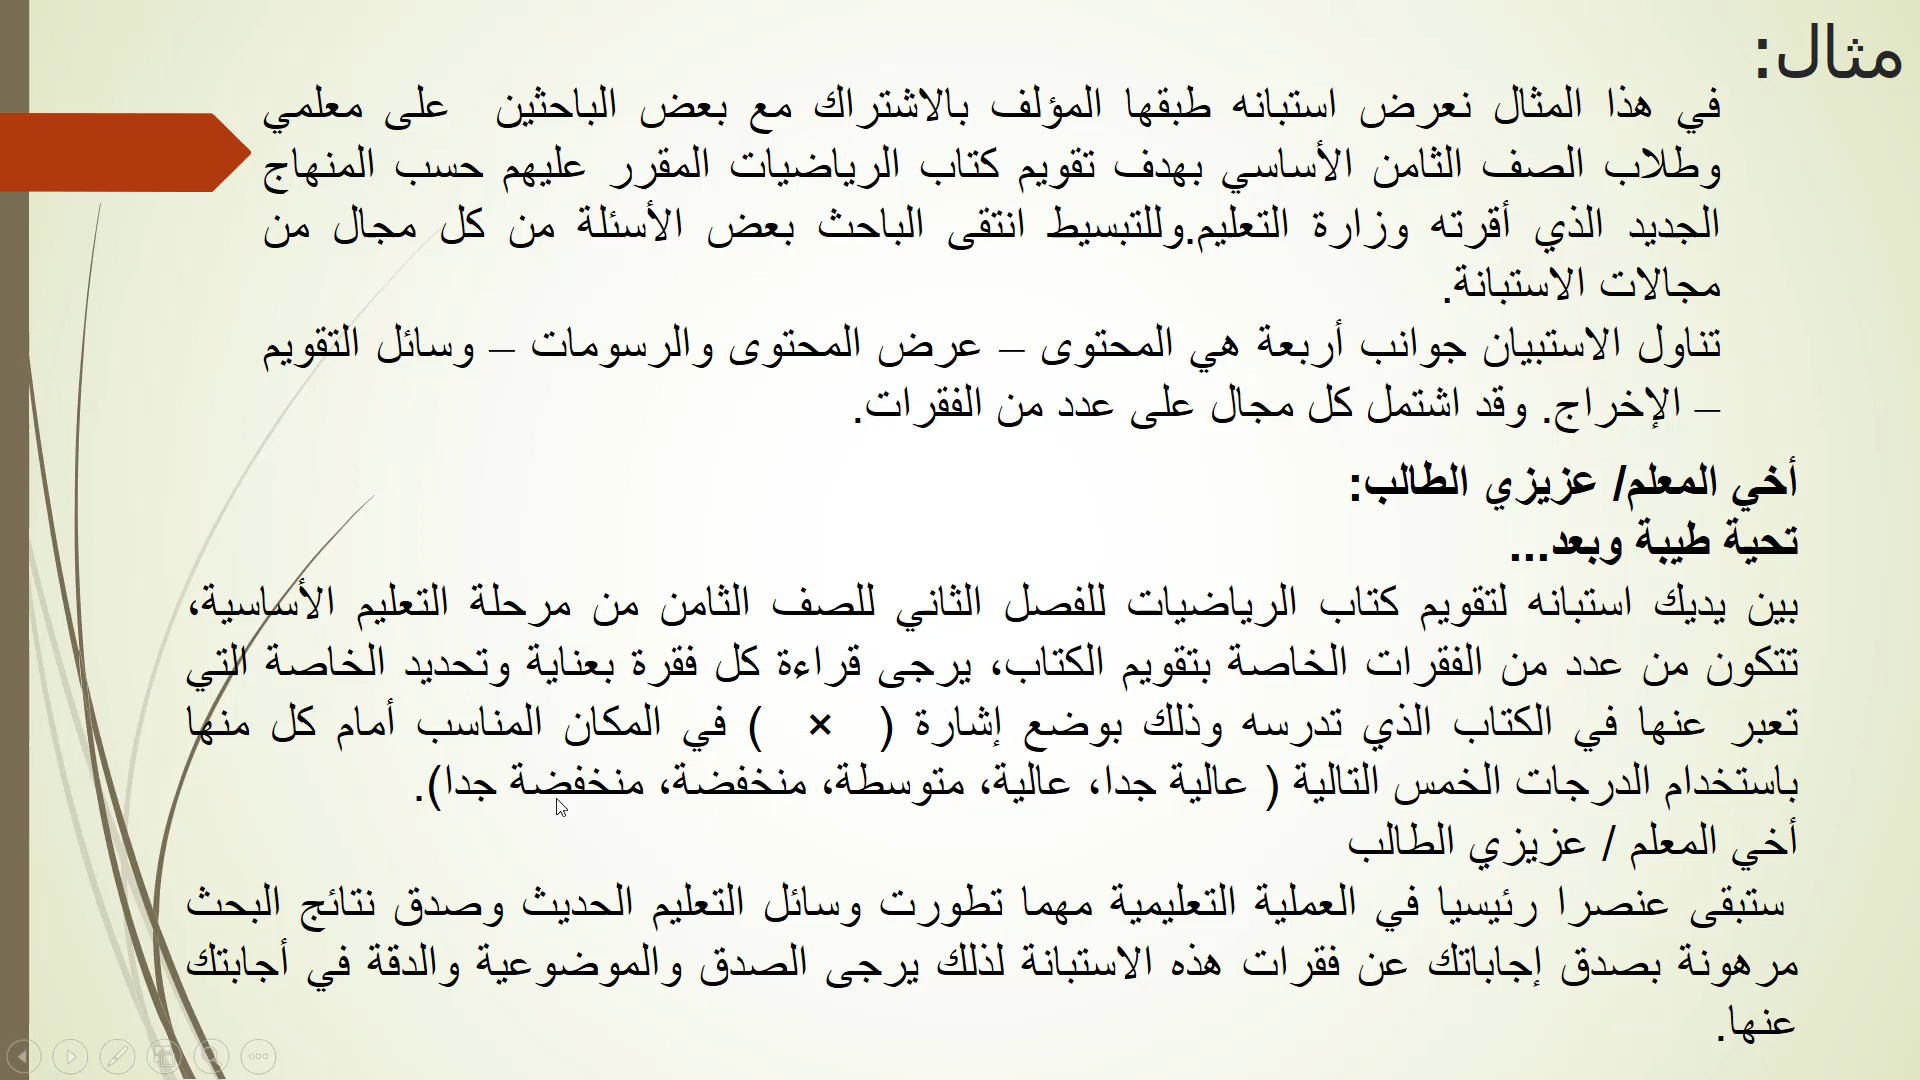 مثال:
في هذا المثال نعرض استبانه طبقها المؤلف بالاشتراك مع بعض الباحثين على معلمي
وطلاب الصف الثامن الأساسي بهدف تقويم كتاب الرياضيات المقرر عليهم حسب المنهاج
الجديد الذي أقرته وزارة التعليم.وللتبسيط انتقى الباحث بعض الأسئلة من كل مجال من
مجالات الاستبانة.
تناول الاستبيان جوانب أربعة هي المحتوى – عرض المحتوى والرسومات – وسائل التقويم
– الإخراج. وقد اشتمل كل مجال على عدد من الفقرات.
أخي المعلم/ عزيزي الطالب:
تحية طيبة وبعد...
بين يديك استبانه لتقويم كتاب الرياضيات للفصل الثاني للصف الثامن من مرحلة التعليم الأساسية،
تتكون من عدد من الفقرات الخاصة بتقويم الكتاب، يرجى قراءة كل فقرة بعناية وتحديد الخاصة التي
تعبر عنها في الكتاب الذي تدرسه وذلك بوضع إشارة ( × ) في المكان المناسب أمام كل منها
باستخدام الدرجات الخمس التالية ( عالية جدا، عالية، متوسطة، منخفضة، منخفضة جدا).
أخي المعلم / عزيزي الطالب
ستبقى عنصرا رئيسيا في العملية التعليمية مهما تطورت وسائل التعليم الحديث وصدق نتائج البحث
مرهونة بصدق إجاباتك عن فقرات هذه الاستبانة لذلك يرجى الصدق والموضوعية والدقة في أجابتك
عنها.